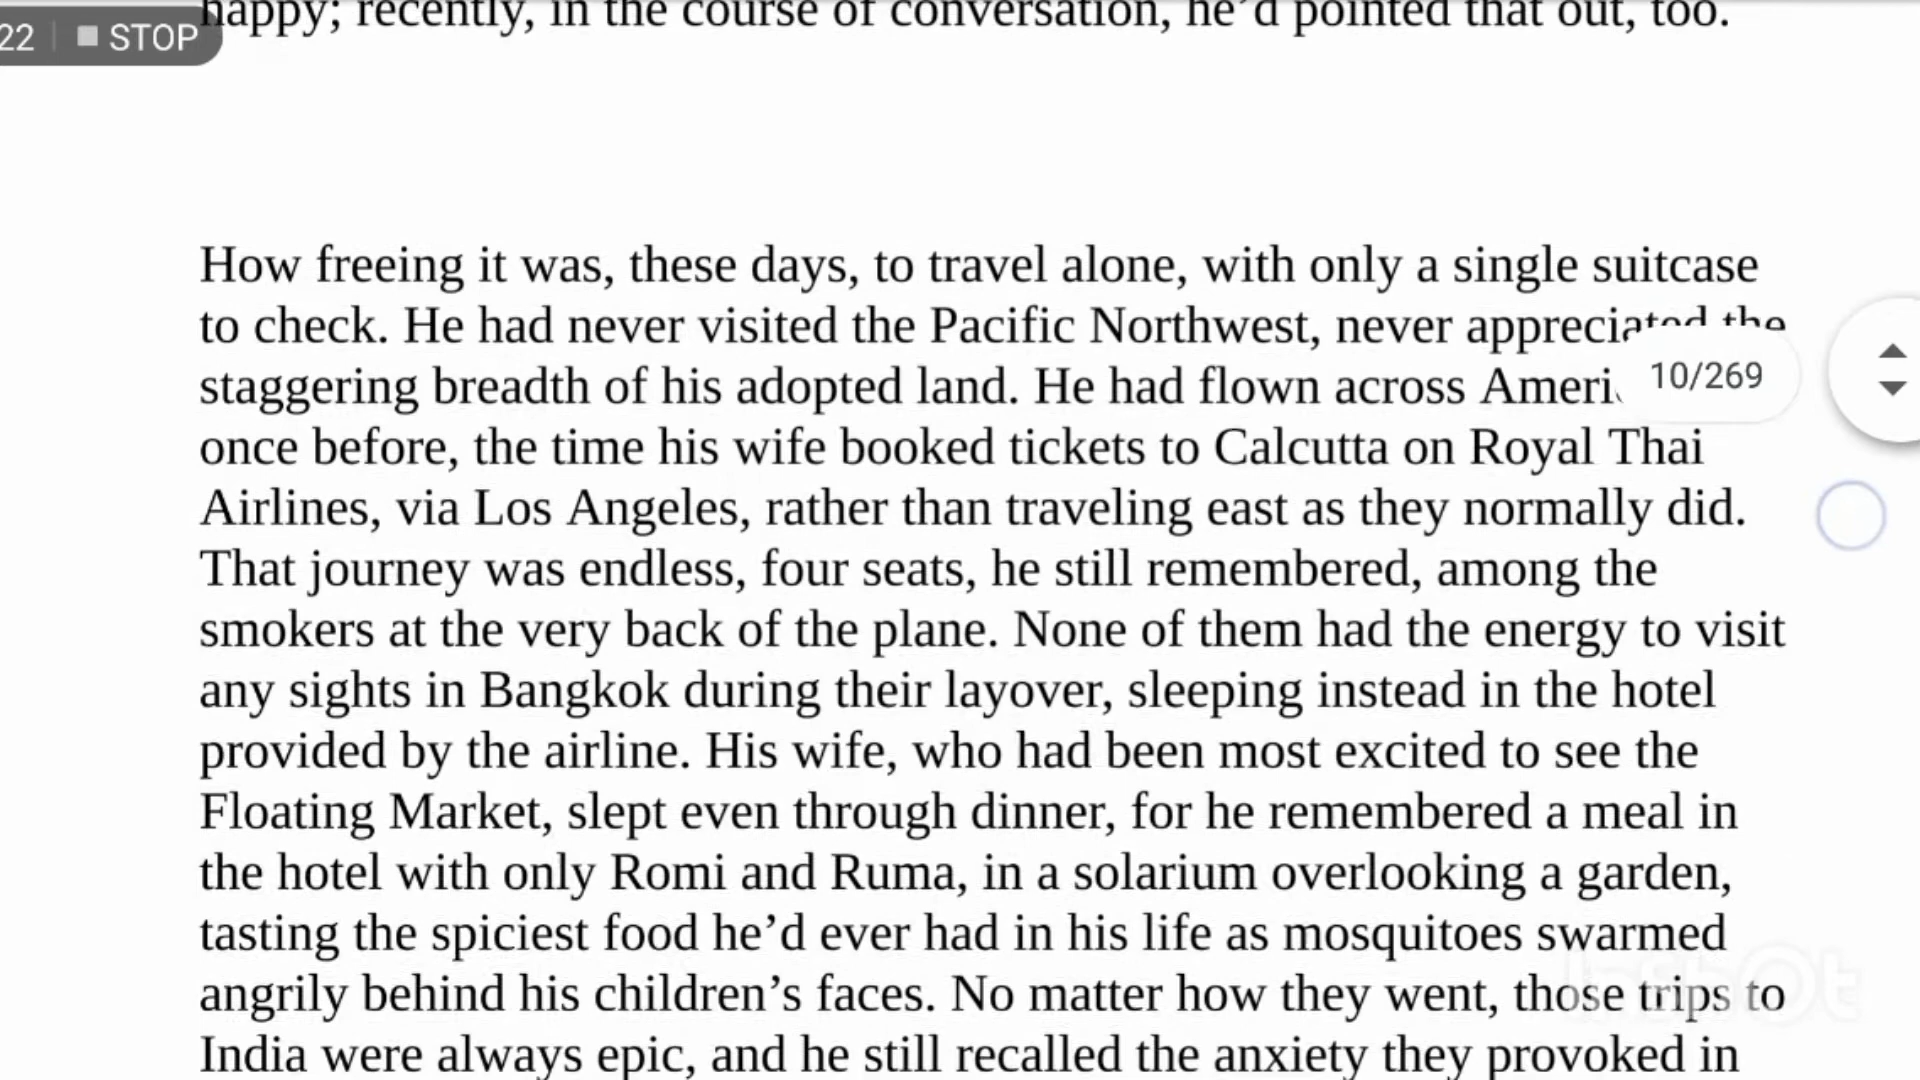 happy; recently, in the course of conversation, he’d pointed that out, too.
22 STOP
How freeing it was, these days, to travel alone, with only a single suitcase
to check. He had never visited the Pacific Northwest, never appreciated the
staggering breadth of his adopted land. He had flown across
10/269
once before, the time his wife booked tickets to Calcutta on Royal Thai
Airlines, via Los Angeles, rather than traveling east as they normally did.
That journey was endless, four seats, he still remembered, among the
smokers at the very back of the plane. None of them had the energy to visit
any sights in Bangkok during their layover, sleeping instead in the hotel
provided by the airline. His wife, who had been most excited to see the
Floating Market, slept even through dinner, for he remembered a meal in
the hotel with only Romi and Ruma, in a solarium overlooking a garden,
tasting the spiciest food he’d ever had in his life as mosquitoes swarmed
angrily behind his children’s faces. No matter how they went, those trips to
India were always epic, and he still recalled the anxiety they provoked in
InShOt